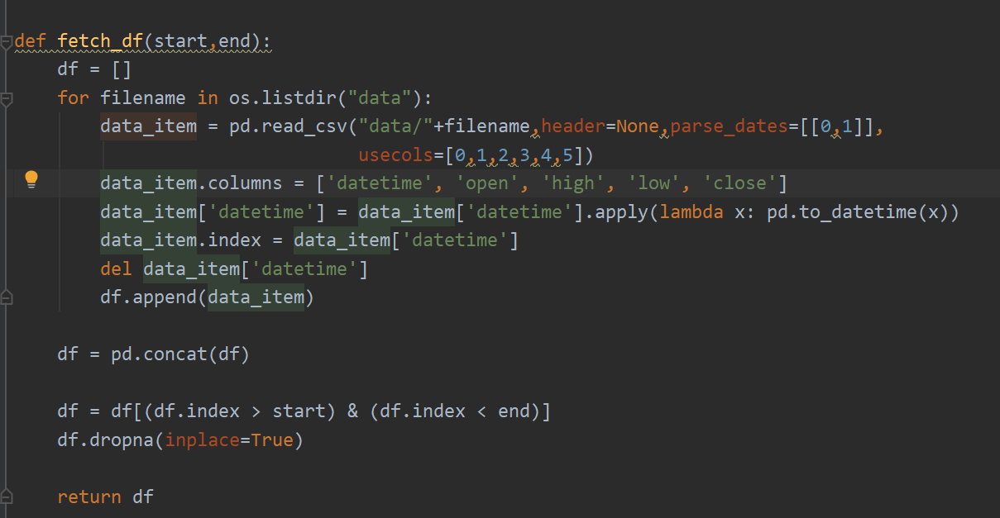 def fetch_df(start,end):
    df = []
    for filename in os.listdir("data"):
        data_item = pd.read_csv("data/"+filename,header=None,parse_dates=[[0,1]],
                                usecols=[0,1,2,3,4,5])
        data_item.columns = ['datetime', 'open', 'high', 'low', 'close']
        data_item['datetime'] = data_item['datetime'].apply(lambda x: pd.to_datetime(x))
        data_item.index = data_item['datetime']
        del data_item['datetime']
        df.append(data_item)

    df = pd.concat(df)

    df = df[(df.index > start) & (df.index < end)]
    df.dropna(inplace=True)

    return df